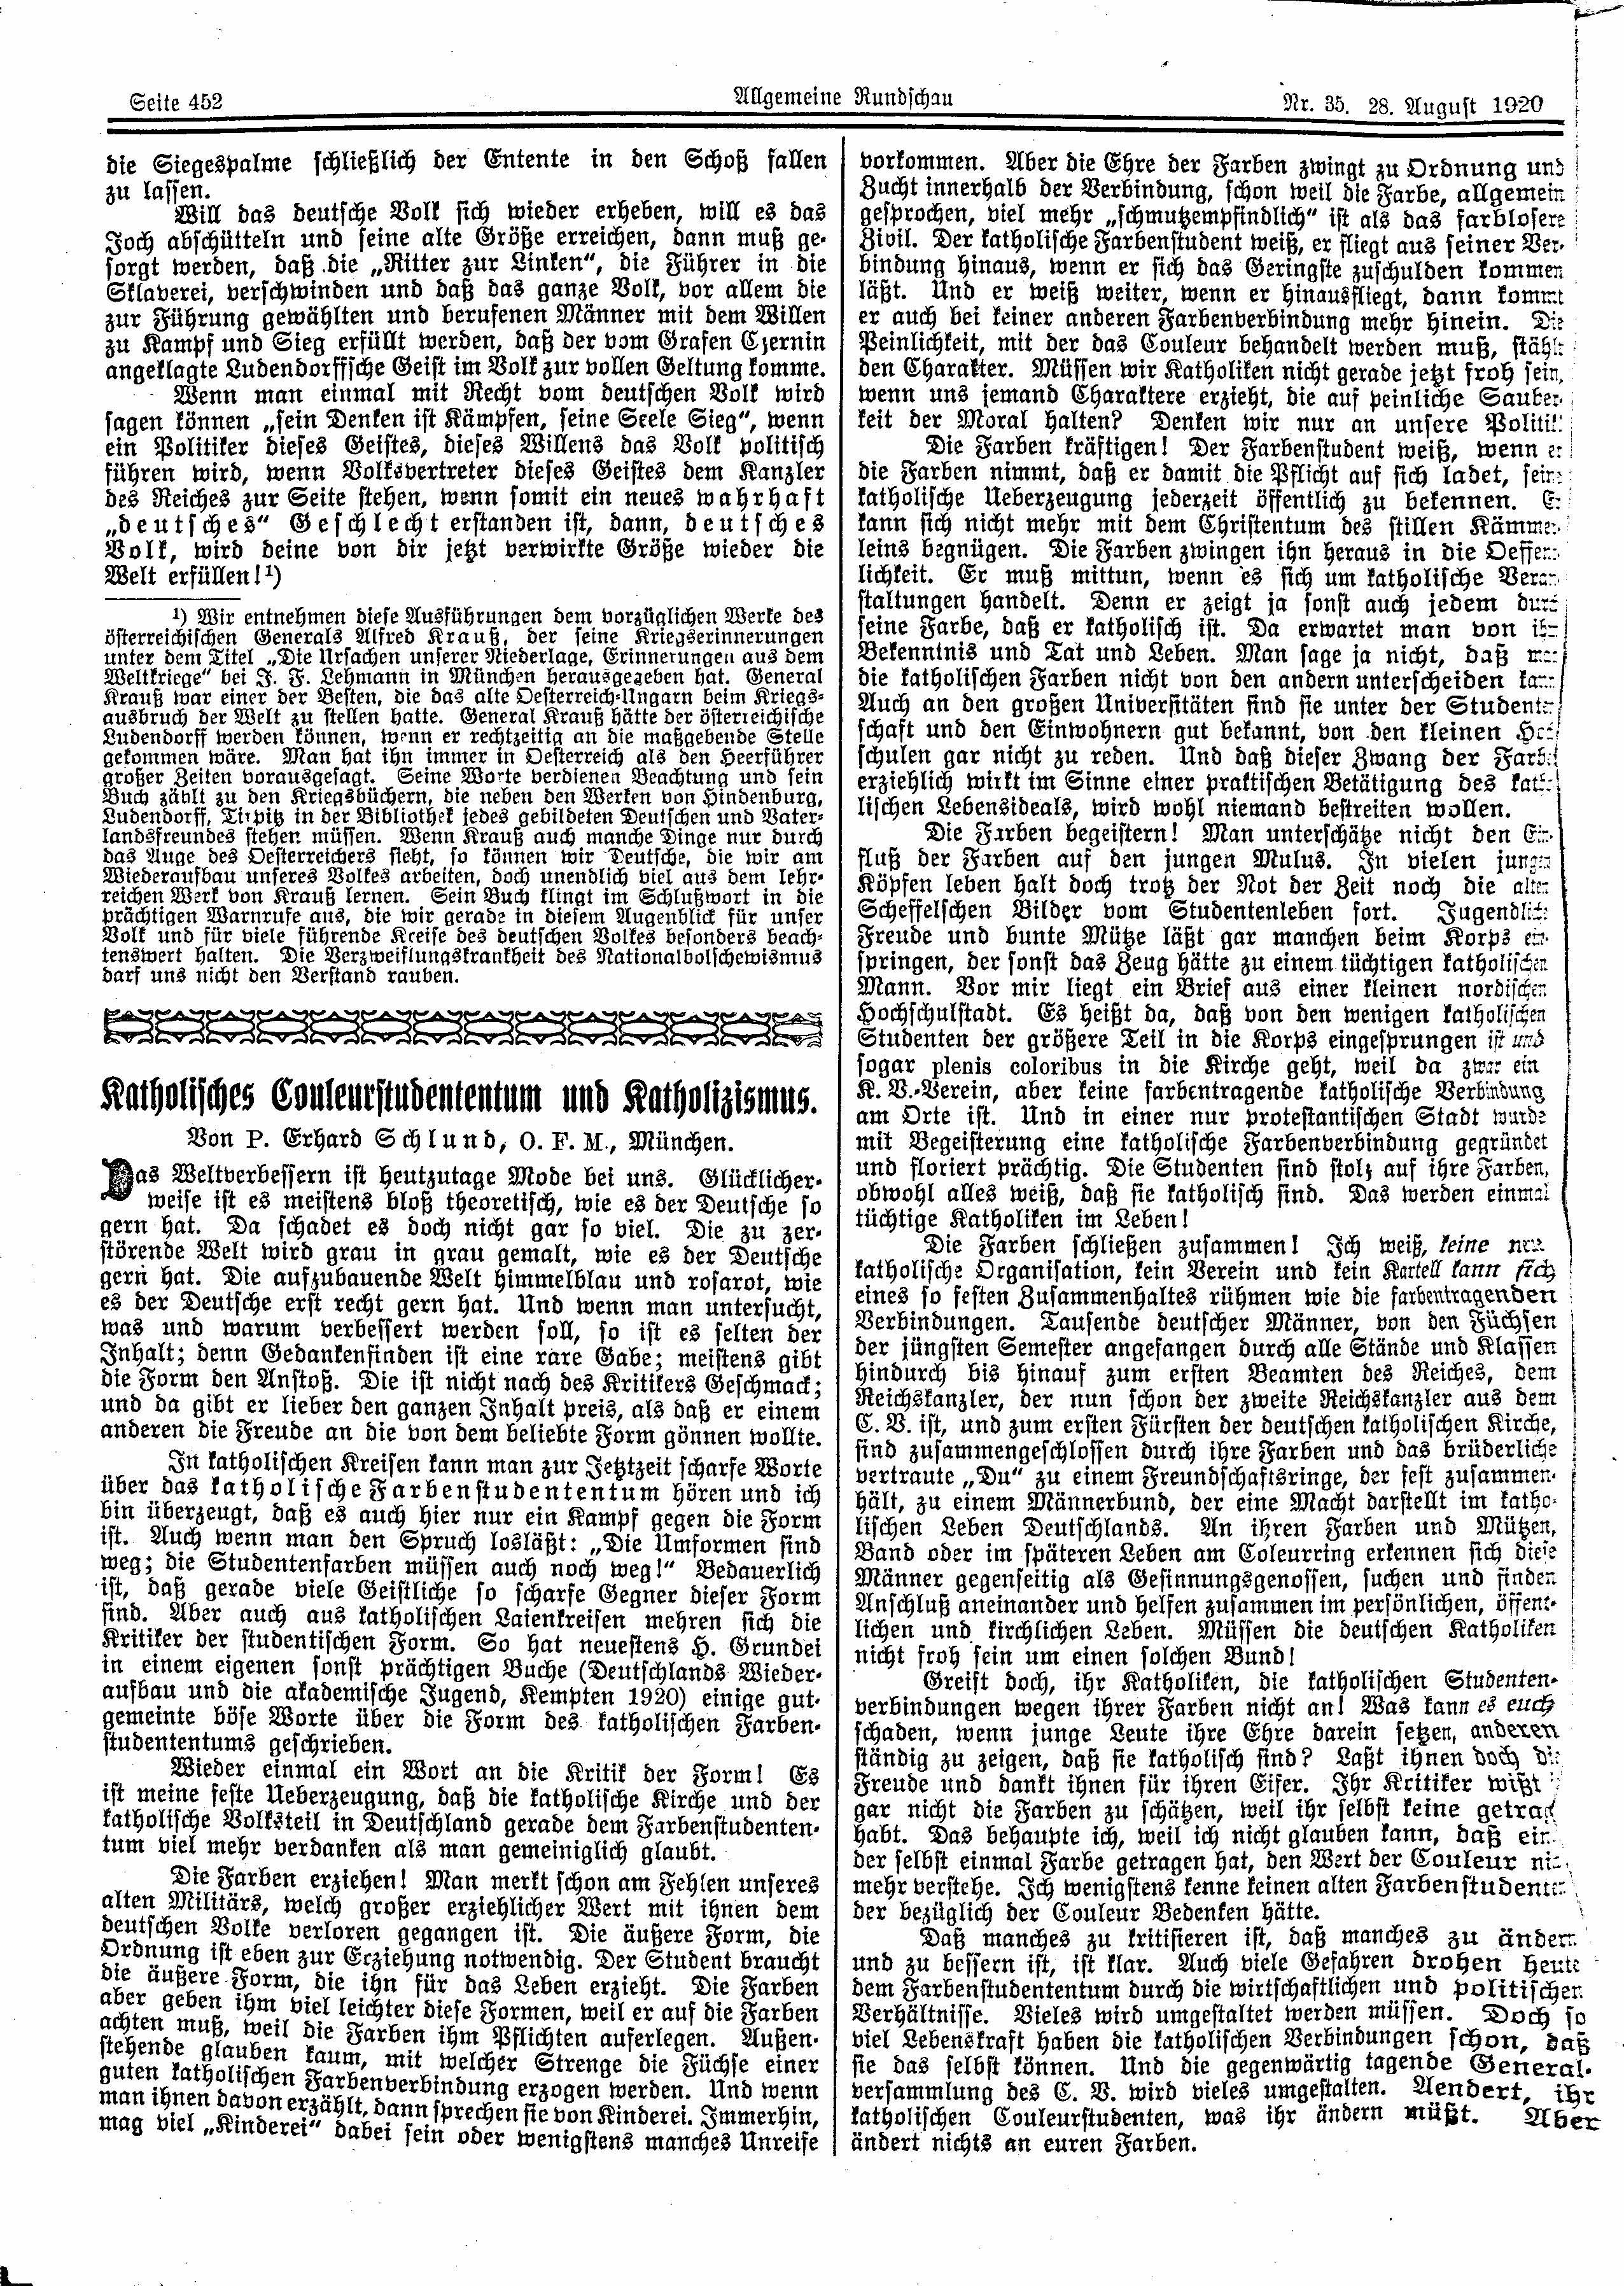 Seite 452
Allgemeine Rundschau
Nr. 35. 28. August 1920
die Siegespalme schließlich der Entente in den Schoß fallen
zu lassen.
Will das deutsche Volk sich wieder erheben, will es das
Joch abschütteln und seine alte Größe erreichen, dann muß ge-
sorgt werden, daß die „Ritter zur Linken“, die Führer in die
Sklaverei, verschwinden und daß das ganze Volk, vor allem die
zur Führung gewählten und berufenen Männer mit dem Willen
zu Kampf und Sieg erfüllt werden, daß der vom Grafen Czernin
angeklagte Ludendorffsche Geist im Volk zur vollen Geltung komme.
Wenn man einmal mit Recht vom deutschen Volk wird
sagen können „sein Denken ist Kämpfen, seine Seele Sieg“, wenn
ein Politiker dieses Geistes, dieses Willens das Volk politisch
führen wird, wenn Volksvertreter dieses Geistes dem Kanzler
des Reiches zur Seite stehen, wenn somit ein neues wahrhaft
„deutsches“ Geschlecht erstanden ist, dann, deutsches
Volk, wird deine von dir jetzt verwirkte Größe wieder die
Welt erfüllen!¹)
¹) Wir entnehmen diese Ausführungen dem vorzüglichen Werke des
österreichischen Generals Alfred Krauß, der seine Kriegserinnerungen
unter dem Titel „Die Ursachen unserer Niederlage, Erinnerungen aus dem
Weltkriege“ bei J. F. Lehmann in München herausgegeben hat. General
Krauß war einer der Besten, die das alte Oesterreich-Ungarn beim Kriegs-
ausbruch der Welt zu stellen hatte. General Krauß hätte der österreichische
Ludendorff werden können, wenn er rechtzeitig an die maßgebende Stelle
gekommen wäre. Man hat ihn immer in Oesterreich als den Heerführer
großer Zeiten vorausgesagt. Seine Worte verdienen Beachtung und sein
Buch zählt zu den Kriegsbüchern, die neben den Werken von Hindenburg,
Ludendorff, Tirpitz in der Bibliothek jedes gebildeten Deutschen und Vater-
landsfreundes stehen müssen. Wenn Krauß auch manche Dinge nur durch
das Auge des Oesterreichers sieht, so können wir Deutsche, die wir am
Wiederaufbau unseres Volkes arbeiten, doch unendlich viel aus dem lehr-
reichen Werk von Krauß lernen. Sein Buch klingt im Schlußwort in die
prächtigen Warnrufe aus, die wir gerade in diesem Augenblick für unser
Volk und für viele führende Kreise des deutschen Volkes besonders beach-
tenswert halten. Die Verzweiflungskrankheit des Nationalbolschewismus
darf uns nicht den Verstand rauben.
Katholisches Couleurstudententum und Katholizismus.
Von P. Erhard Schlund, O. F. M., München.
Das Weltverbessern ist heutzutage Mode bei uns. Glücklicher-
weise ist es meistens bloß theoretisch, wie es der Deutsche so
gern hat. Da schadet es doch nicht gar so viel. Die zu zer-
störende Welt wird grau in grau gemalt, wie es der Deutsche
gern hat. Die aufzubauende Welt himmelblau und rosarot, wie
es der Deutsche erst recht gern hat. Und wenn man untersucht,
was und warum verbessert werden soll, so ist es selten der
Inhalt; denn Gedankenfinden ist eine rare Gabe; meistens gibt
die Form den Anstoß. Die ist nicht nach des Kritikers Geschmack;
und da gibt er lieber den ganzen Inhalt preis, als daß er einem
anderen die Freude an die von dem beliebte Form gönnen wollte.
In katholischen Kreisen kann man zur Jetztzeit scharfe Worte
über das katholische Farbenstudententum hören und ich
bin überzeugt, daß es auch hier nur ein Kampf gegen die Form
ist. Auch wenn man den Spruch losläßt: „Die Umformen sind
weg; die Studentenfarben müssen auch noch weg!“ Bedauerlich
ist, daß gerade viele Geistliche so scharfe Gegner dieser Form
sind. Aber auch aus katholischen Laienkreisen mehren sich die
Kritiker der studentischen Form. So hat neuestens H. Grundei
in einem eigenen sonst prächtigen Buche (Deutschlands Wieder-
aufbau und die akademische Jugend, Kempten 1920) einige gut-
gemeinte böse Worte über die Form des katholischen Farben-
studententums geschrieben.
Wieder einmal ein Wort an die Kritik der Form! Es
ist meine feste Ueberzeugung, daß die katholische Kirche und der
katholische Volksteil in Deutschland gerade dem Farbenstudenten-
tum viel mehr verdanken als man gemeiniglich glaubt.
Die Farben erziehen! Man merkt schon am Fehlen unseres
alten Militärs, welch großer erziehlicher Wert mit ihnen dem
deutschen Volke verloren gegangen ist. Die äußere Form, die
Ordnung ist eben zur Erziehung notwendig. Der Student braucht
die äußere Form, die ihn für das Leben erzieht. Die Farben
aber geben ihm viel leichter diese Formen, weil er auf die Farben
achten muß, weil die Farben ihm Pflichten auferlegen. Außen-
stehende glauben kaum, mit welcher Strenge die Füchse einer
guten katholischen Farbenverbindung erzogen werden. Und wenn
man ihnen davon erzählt, dann sprechen sie von Kinderei. Immerhin,
mag viel „Kinderei“ dabei sein oder wenigstens manches Unreife
vorkommen. Aber die Ehre der Farben zwingt zu Ordnung und
Zucht innerhalb der Verbindung, schon weil die Farbe, allgemein
gesprochen, viel mehr „schmutzempfindlich“ ist als das farblosere
Zivil. Der katholische Farbenstudent weiß, er fliegt aus seiner Ver-
bindung hinaus, wenn er sich das Geringste zuschulden kommen
läßt. Und er weiß weiter, wenn er hinausfliegt, dann kommt
er auch bei keiner anderen Farbenverbindung mehr hinein. Die
Peinlichkeit, mit der das Couleur behandelt werden muß, stählt
den Charakter. Müssen wir Katholiken nicht gerade jetzt froh sein,
wenn uns jemand Charaktere erzieht, die auf peinliche Sauber-
keit der Moral halten? Denken wir nur an unsere Politik!
Die Farben kräftigen! Der Farbenstudent weiß, wenn er
die Farben nimmt, daß er damit die Pflicht auf sich ladet, seine
katholische Ueberzeugung jederzeit öffentlich zu bekennen. Er
kann sich nicht mehr mit dem Christentum des stillen Kämmer-
leins begnügen. Die Farben zwingen ihn heraus in die Oeffent-
lichkeit. Er muß mittun, wenn es sich um katholische Veran-
staltungen handelt. Denn er zeigt ja sonst auch jedem durch
seine Farbe, daß er katholisch ist. Da erwartet man von ihm
Bekenntnis und Tat und Leben. Man sage ja nicht, daß man
die katholischen Farben nicht von den andern unterscheiden kann.
Auch an den großen Universitäten sind sie unter der Studenten-
schaft und den Einwohnern gut bekannt, von den kleinen Hoch-
schulen gar nicht zu reden. Und daß dieser Zwang der Farbe
erziehlich wirkt im Sinne einer praktischen Betätigung des katho-
lischen Lebensideals, wird wohl niemand bestreiten wollen.
Die Farben begeistern! Man unterschätze nicht den Ein-
fluß der Farben auf den jungen Mulus. In vielen jungen
Köpfen leben halt doch trotz der Not der Zeit noch die alten
Scheffelschen Bilder vom Studentenleben fort. Jugendliche
Freude und bunte Mütze läßt gar manchen beim Korps ein-
springen, der sonst das Zeug hätte zu einem tüchtigen katholischen
Mann. Vor mir liegt ein Brief aus einer kleinen nordischen
Hochschulstadt. Es heißt da, daß von den wenigen katholischen
Studenten der größere Teil in die Korps eingesprungen ist und
sogar plenis coloribus in die Kirche geht, weil da zwar ein
K. V.-Verein, aber keine farbentragende katholische Verbindung
am Orte ist. Und in einer nur protestantischen Stadt wurde
mit Begeisterung eine katholische Farbenverbindung gegründet
und floriert prächtig. Die Studenten sind stolz auf ihre Farben,
obwohl alles weiß, daß sie katholisch sind. Das werden einmal
tüchtige Katholiken im Leben!
Die Farben schließen zusammen! Ich weiß, keine
katholische Organisation, kein Verein und kein Kartell kann sich
eines so festen Zusammenhaltes rühmen wie die farbentragenden
Verbindungen. Tausende deutscher Männer, von den Füchsen
der jüngsten Semester angefangen durch alle Stände und Klassen
hindurch bis hinauf zum ersten Beamten des Reiches, dem
Reichskanzler, der nun schon der zweite Reichskanzler aus dem
C. V. ist, und zum ersten Fürsten der deutschen katholischen Kirche,
sind zusammengeschlossen durch ihre Farben und das brüderliche
vertraute „Du“ zu einem Freundschaftsringe, der fest zusammen-
hält, zu einem Männerbund, der eine Macht darstellt im katho-
lischen Leben Deutschlands. An ihren Farben und Mützen,
Band oder im späteren Leben am Coleurring erkennen sich diese
Männer gegenseitig als Gesinnungsgenossen, suchen und finden
Anschluß aneinander und helfen zusammen im persönlichen, öffent-
lichen und kirchlichen Leben. Müssen die deutschen Katholiken
nicht froh sein um einen solchen Bund!
Greift doch, ihr Katholiken, die katholischen Studenten-
verbindungen wegen ihrer Farben nicht an! Was kann es euch
schaden, wenn junge Leute ihre Ehre darein setzen, anderen
ständig zu zeigen, daß sie katholisch sind? Laßt ihnen doch die
Freude und dankt ihnen für ihren Eifer. Ihr Kritiker wißt
gar nicht die Farben zu schätzen, weil ihr selbst keine getragen
habt. Das behaupte ich, weil ich nicht glauben kann, daß einer
der selbst einmal Farbe getragen hat, den Wert der Couleur nicht
mehr verstehe. Ich wenigstens kenne keinen alten Farbenstudenten
der bezüglich der Couleur Bedenken hätte.
Daß manches zu kritisieren ist, daß manches zu ändern
und zu bessern ist, ist klar. Auch viele Gefahren drohen heute
dem Farbenstudententum durch die wirtschaftlichen und politischen
Verhältnisse. Vieles wird umgestaltet werden müssen. Doch so
viel Lebenskraft haben die katholischen Verbindungen schon, daß
sie das selbst können. Und die gegenwärtig tagende General-
versammlung des C. V. wird vieles umgestalten. Aendert, ihr
katholischen Couleurstudenten, was ihr ändern müßt. Aber
ändert nichts an euren Farben.